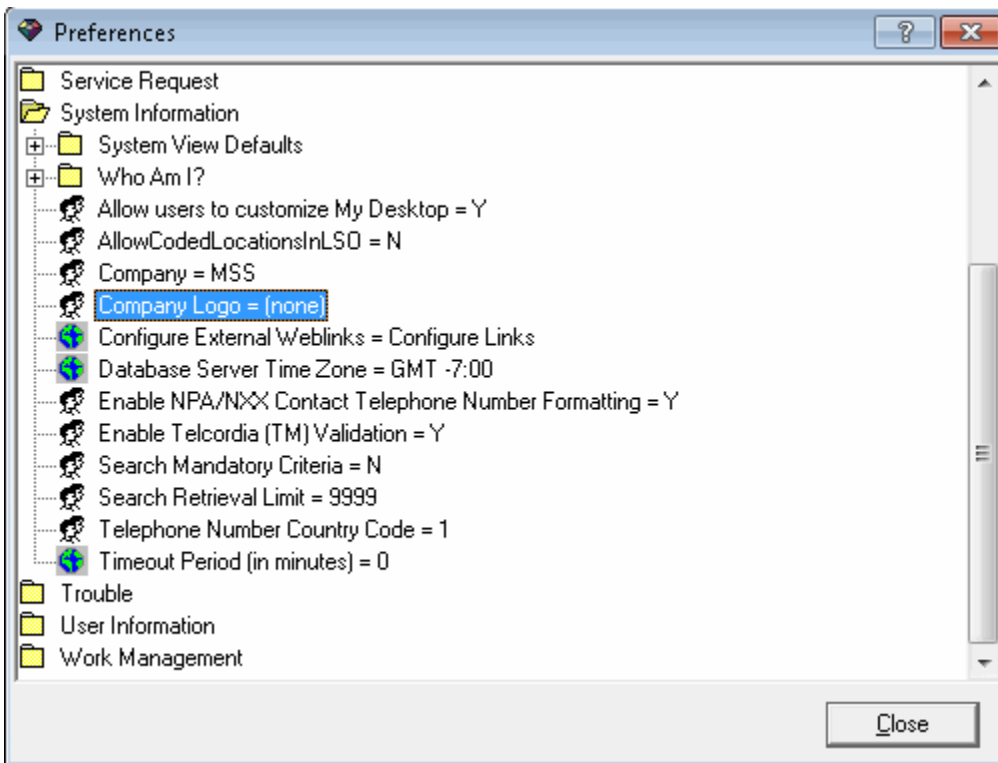 Preferences
Service Request
System Information
System View Defaults
Who Am I?
Allow users to customize My Desktop = Y
AllowCodedLocationsInLSO = N
Company = MSS
Company Logo = (none)
Configure External Weblinks = Configure Links
Database Server Time Zone = GMT -7:00
Enable NPA/NXX Contact Telephone Number Formatting = Y
Enable Telcordia (TM) Validation = Y
Search Mandatory Criteria = N
Search Retrieval Limit = 9999
Telephone Number Country Code = 1
Timeout Period (in minutes) = 0
Trouble
User Information
Work Management
Close